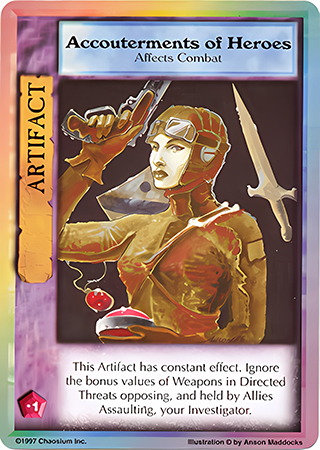 Accouterments of Heroes
Affects Combat
ARTIFACT
This Artifact has constant effect. Ignore
the bonus values of Weapons in Directed
Threats opposing, and held by Allies
Assaulting, your Investigator.
-1
©1997 Chaosium Inc.
Illustration © by Anson Maddocks